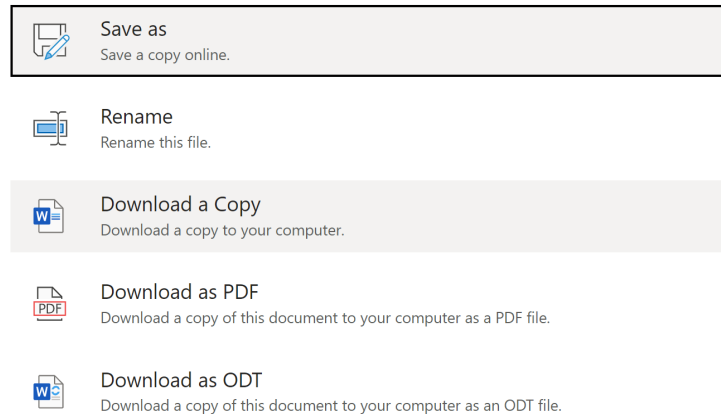 Save as
Save a copy online.
Rename
Rename this file.
W
Download a Copy
Download a copy to your computer.
PDF
Download as PDF
Download a copy of this document to your computer as a PDF file.
W
Download as ODT
Download a copy of this document to your computer as an ODT file.